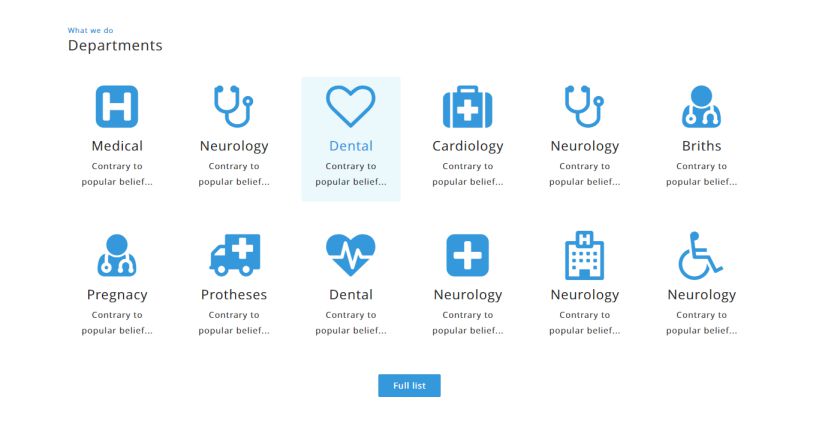 What we do
Departments
Medical
Contrary to
popular belief...
Neurology
Contrary to
popular belief...
Dental
Contrary to
popular belief...
Cardiology
Contrary to
popular belief...
Neurology
Contrary to
popular belief...
Briths
Contrary to
popular belief...
Pregnacy
Contrary to
popular belief...
Protheses
Contrary to
popular belief...
Dental
Contrary to
popular belief...
Neurology
Contrary to
popular belief...
Neurology
Contrary to
popular belief...
Neurology
Contrary to
popular belief...
Full list